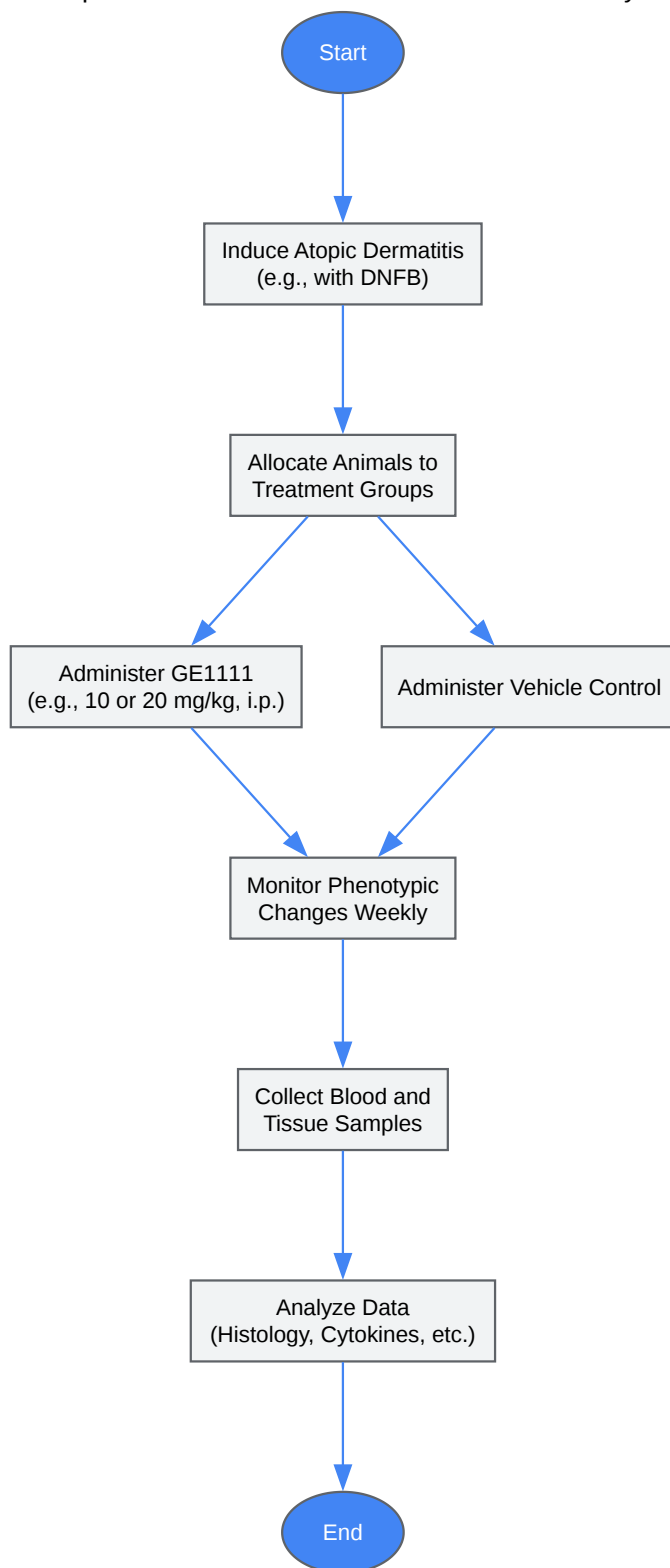 Start
Induce Atopic Dermatitis
(e.g., with DNFB)
Allocate Animals to
Treatment Groups
Administer GE1111
(e.g., 10 or 20 mg/kg, i.p.)
Administer Vehicle Control
Monitor Phenotypic
Changes Weekly
Collect Blood and
Tissue Samples
Analyze Data
(Histology, Cytokines, etc.)
End